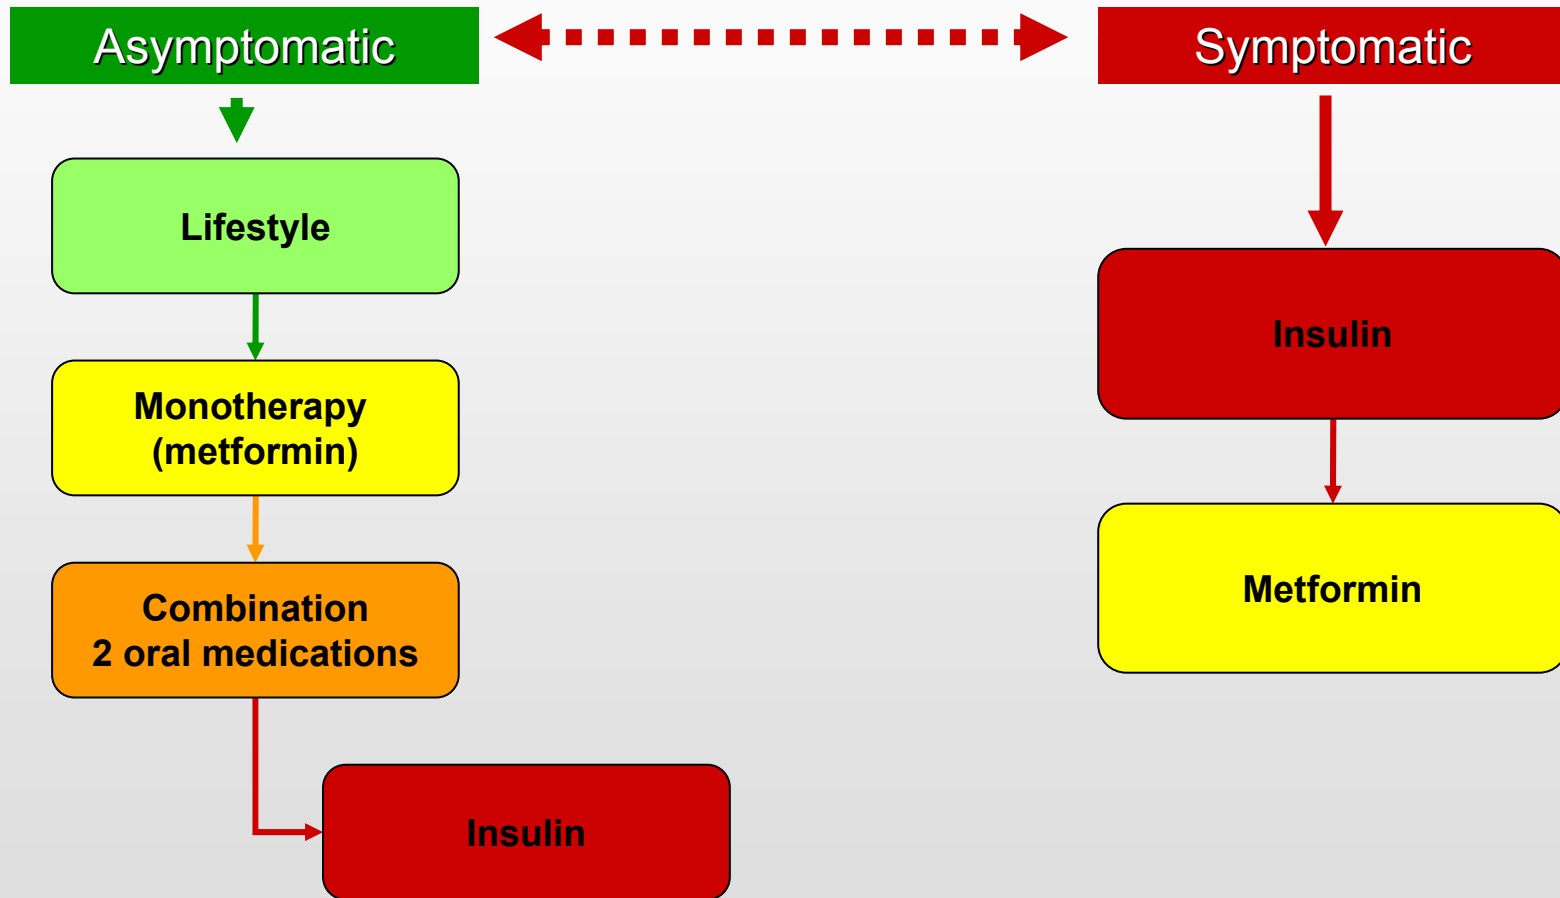 Asymptomatic
Symptomatic
Lifestyle
Monotherapy
(metformin)
Combination
2 oral medications
Insulin
Insulin
Metformin